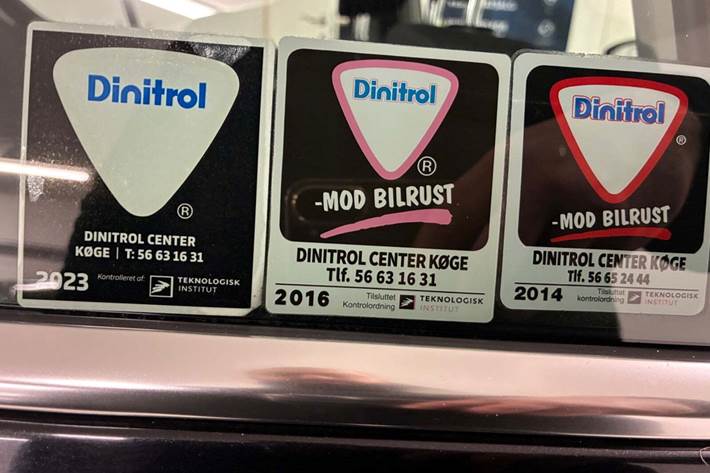 Dinitrol
®
DINITROL CENTER
KØGE | T: 56 63 16 31
2023 Kontrolleret af: TEKNOLOGISK
INSTITUT
Dinitrol
®
-MOD BILRUST
DINITROL CENTER KØGE
Tlf. 56 63 16 31
2016 Tilsluttet TEKNOLOGISK
Kontrolordning INSTITUT
Dinitrol
®
-MOD BILRUST
DINITROL CENTER KØGE
Tlf. 56 65 24 44
2014 Tilsluttet TEKNOLOGISK
kontrolordning INSTITUT